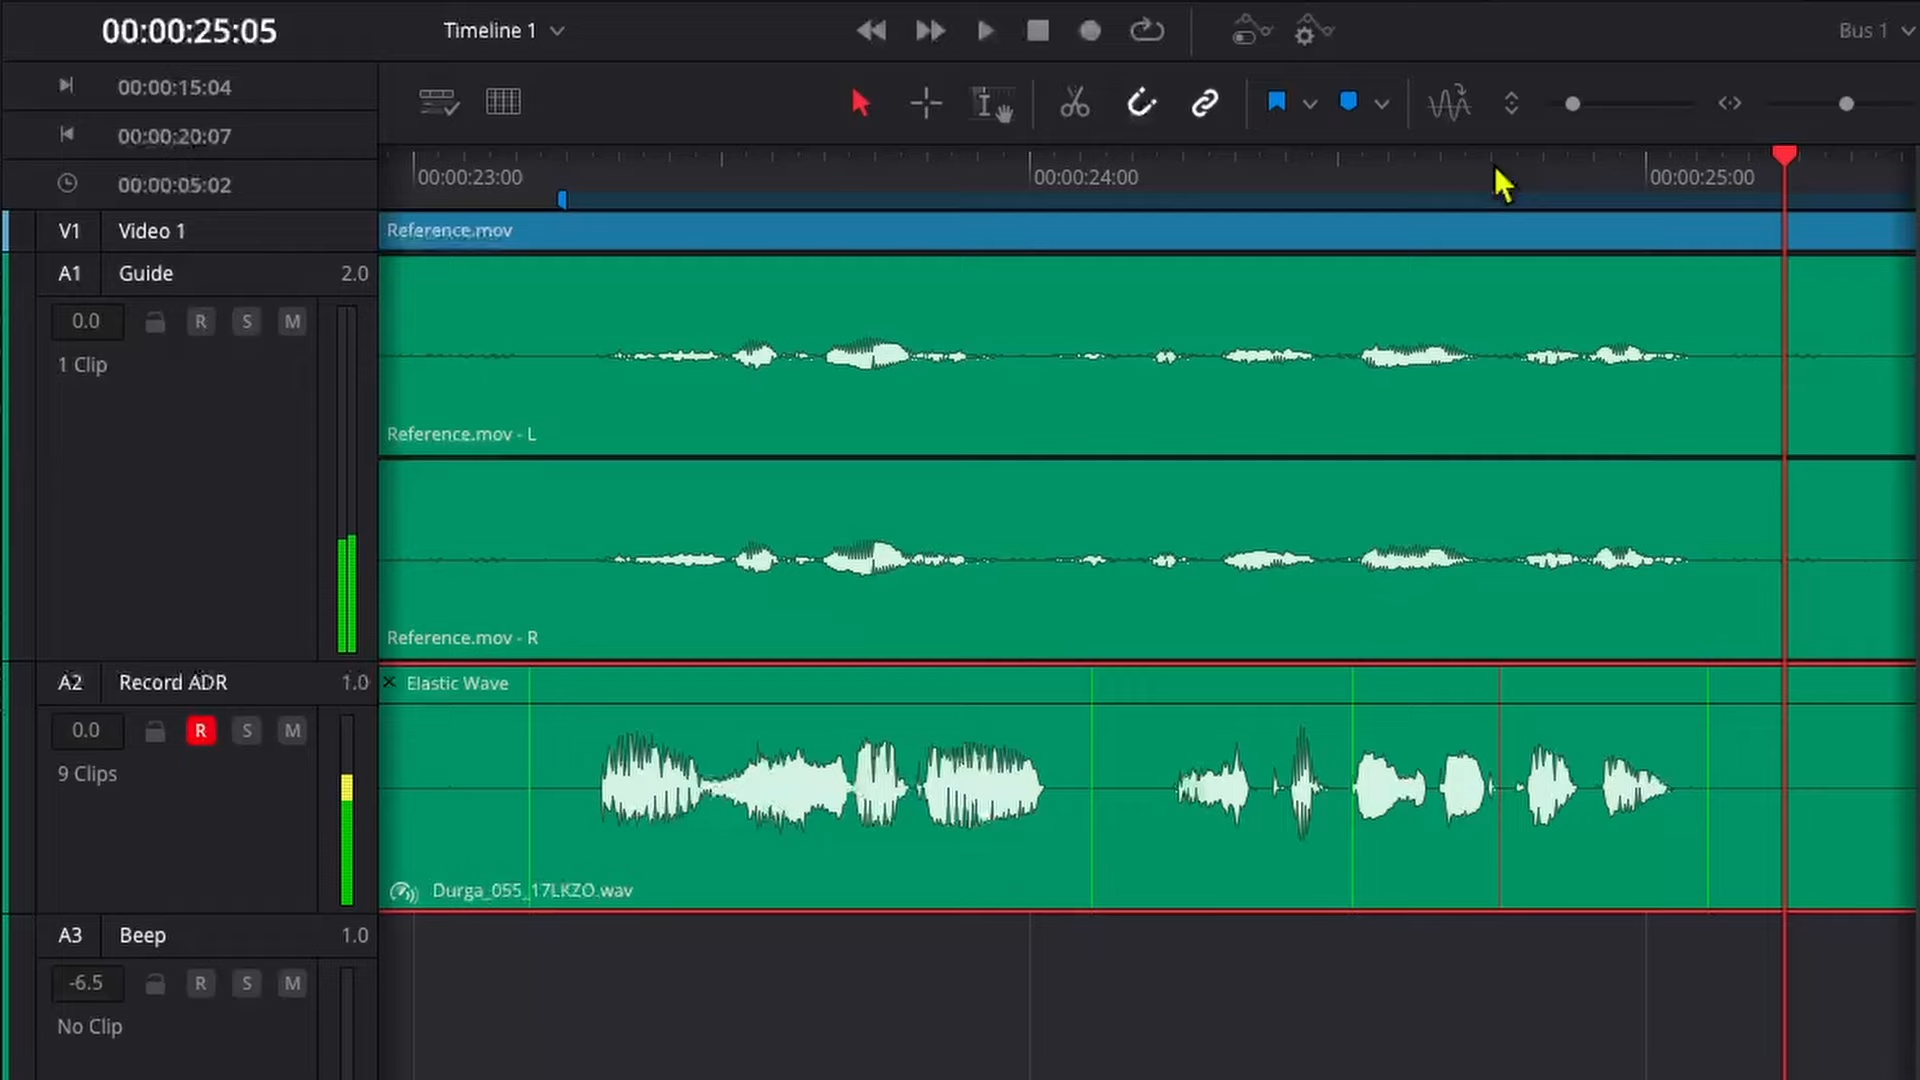 00:00:25:05
Timeline 1
Bus 1
00:00:15:04
00:00:20:07
00:00:05:02
00:00:23:00
00:00:24:00
00:00:25:00
V1 Video 1
Reference.mov
A1 Guide 2.0
0.0 R S M
1 Clip
Reference.mov - L
Reference.mov - R
A2 Record ADR 1.0
Elastic Wave
0.0 R S M
9 Clips
Durga_055_17LKZO.wav
A3 Beep 1.0
-6.5 R S M
No Clip